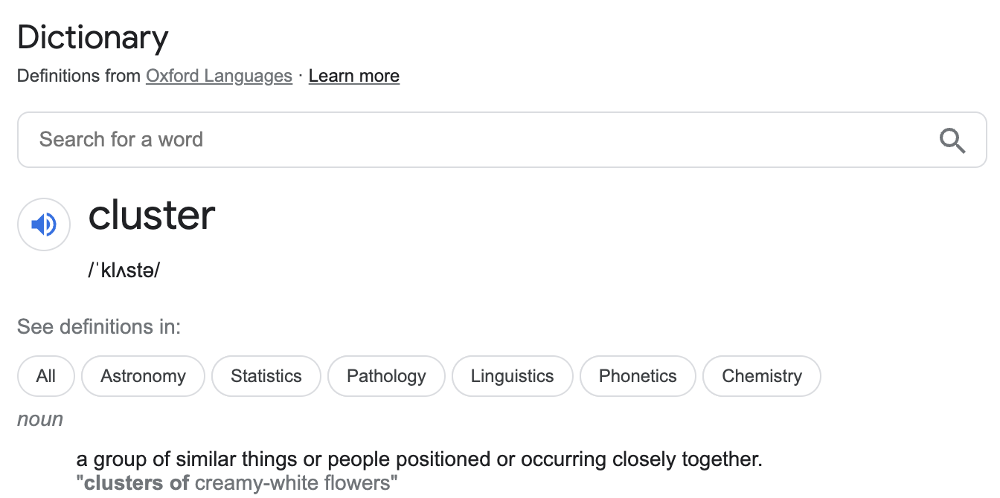 Dictionary
Definitions from Oxford Languages · Learn more
Search for a word
cluster
/ˈklʌstə/
See definitions in:
All Astronomy Statistics Pathology Linguistics Phonetics Chemistry
noun
a group of similar things or people positioned or occurring closely together.
"clusters of creamy-white flowers"